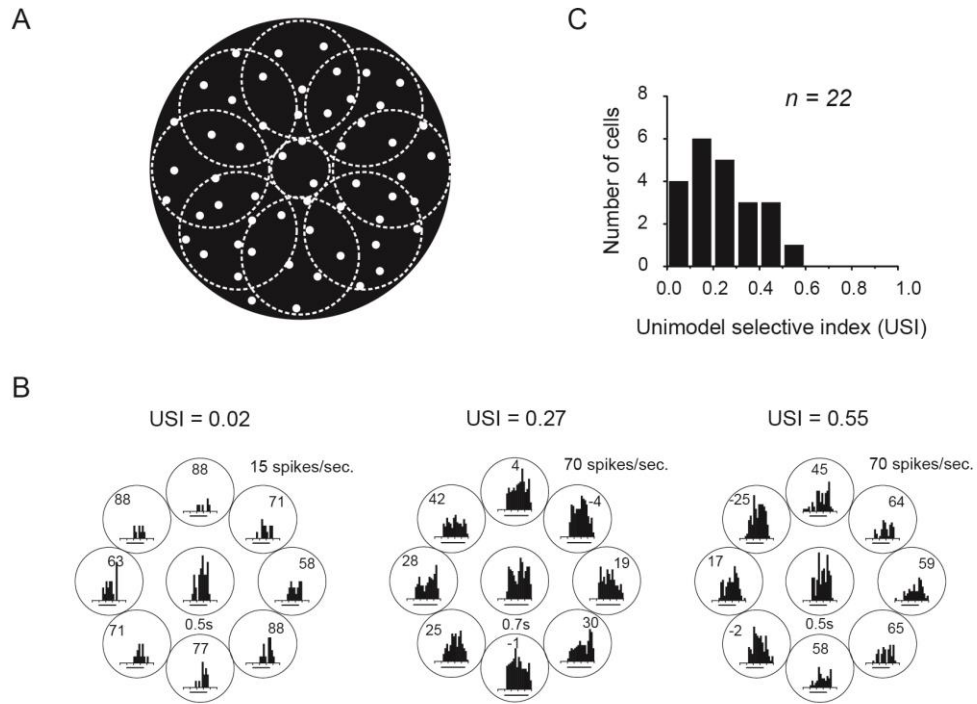 A
C
n = 22
Number of cells
8
6
4
2
0
0.0 0.2 0.4 0.6 0.8 1.0
Unimodel selective index (USI)
B
USI = 0.02
88
15 spikes/sec.
88
71
63
58
71
0.5s
88
77
USI = 0.27
4
70 spikes/sec.
42
-4
28
19
25
0.7s
30
-1
USI = 0.55
45
70 spikes/sec.
-25
64
17
59
-2
0.5s
65
58